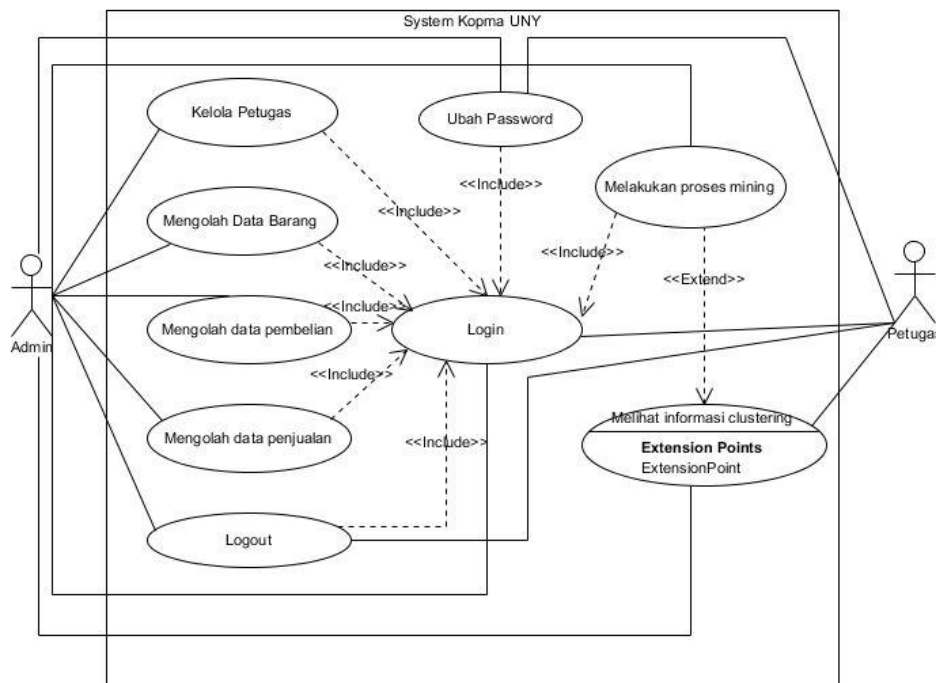 System Kopma UNY
Kelola Petugas
Ubah Password
<<Include>>
<<Include>>
Melakukan proses mining
Mengolah Data Barang
<<Include>>
<<Include>>
<<Extend>>
<<Include>>
Mengolah data pembelian
Login
Admin
Petugas
<<Include>>
Melihat informasi clustering
Mengolah data penjualan
<<Include>>
Extension Points
ExtensionPoint
Logout